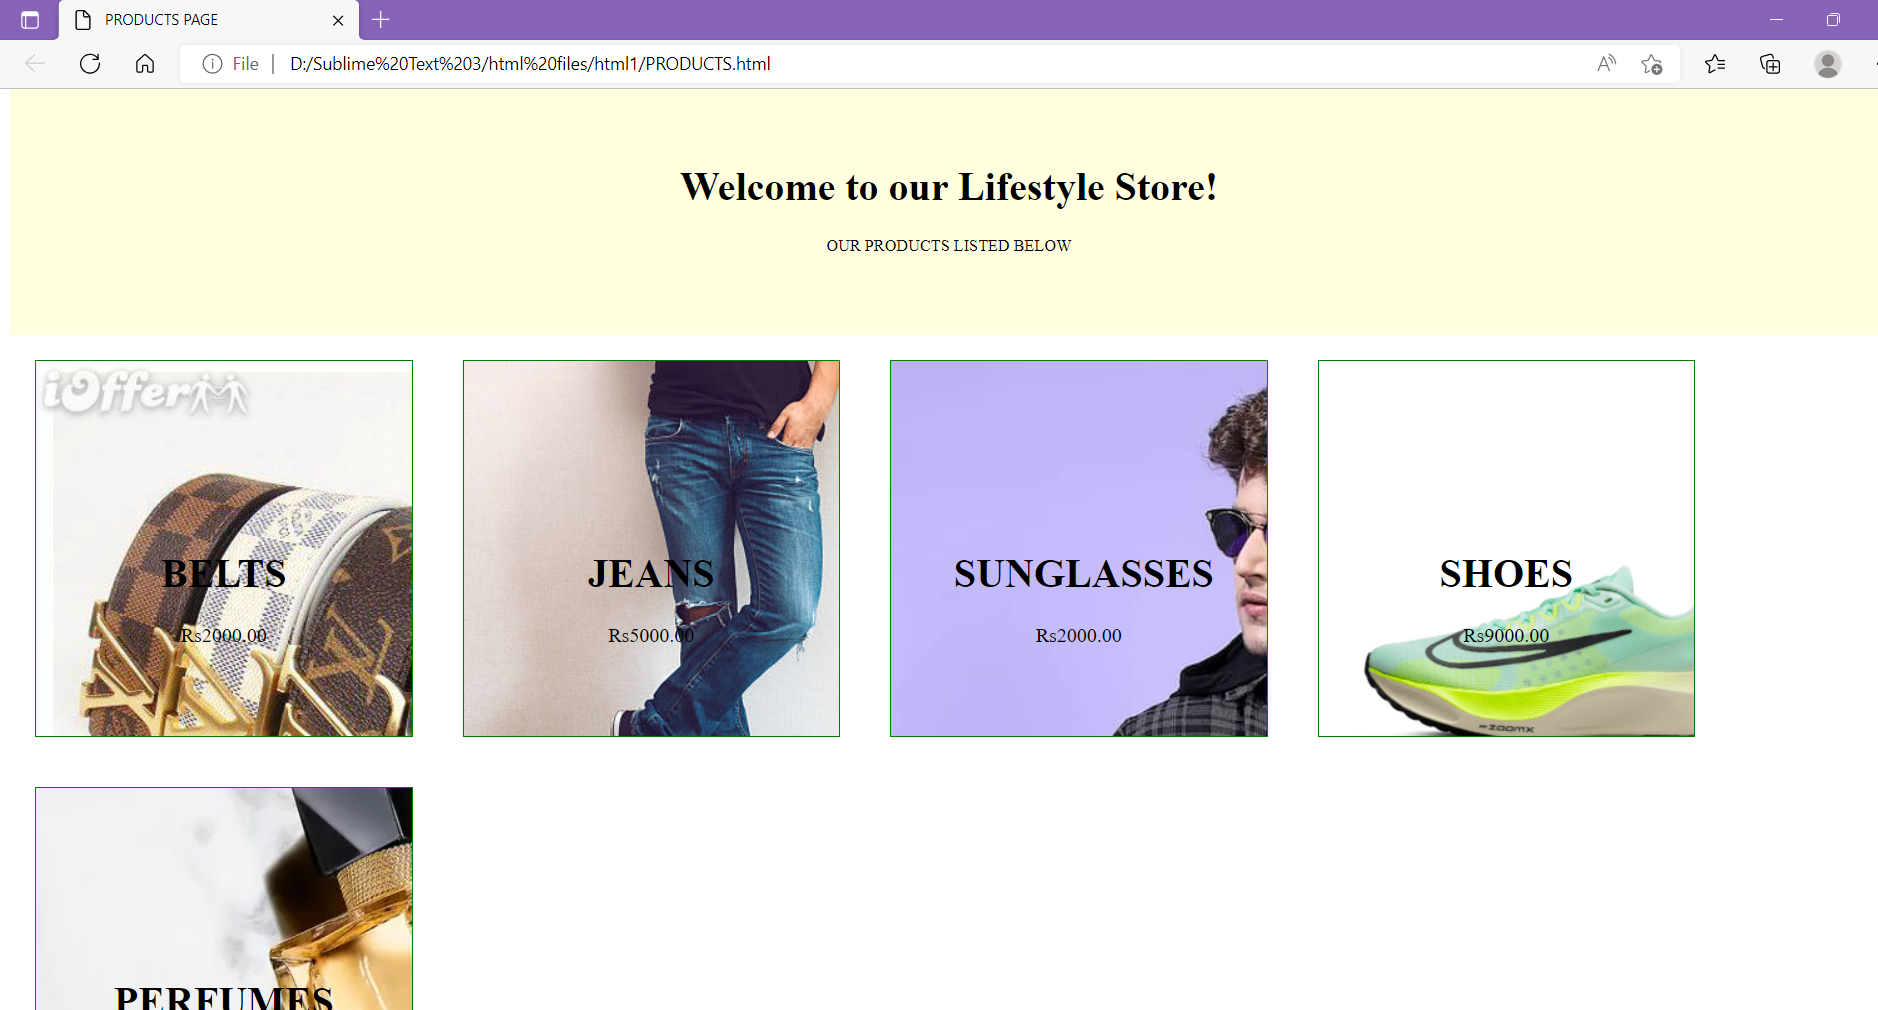 PRODUCTS PAGE
File
D:/Sublime%20Text%203/html%20files/html1/PRODUCTS.html
Welcome to our Lifestyle Store!
OUR PRODUCTS LISTED BELOW
iOffer
BELTS
Rs2000.00
JEANS
Rs5000.00
SUNGLASSES
Rs2000.00
SHOES
Rs9000.00
ZOOMX
PERFUMES